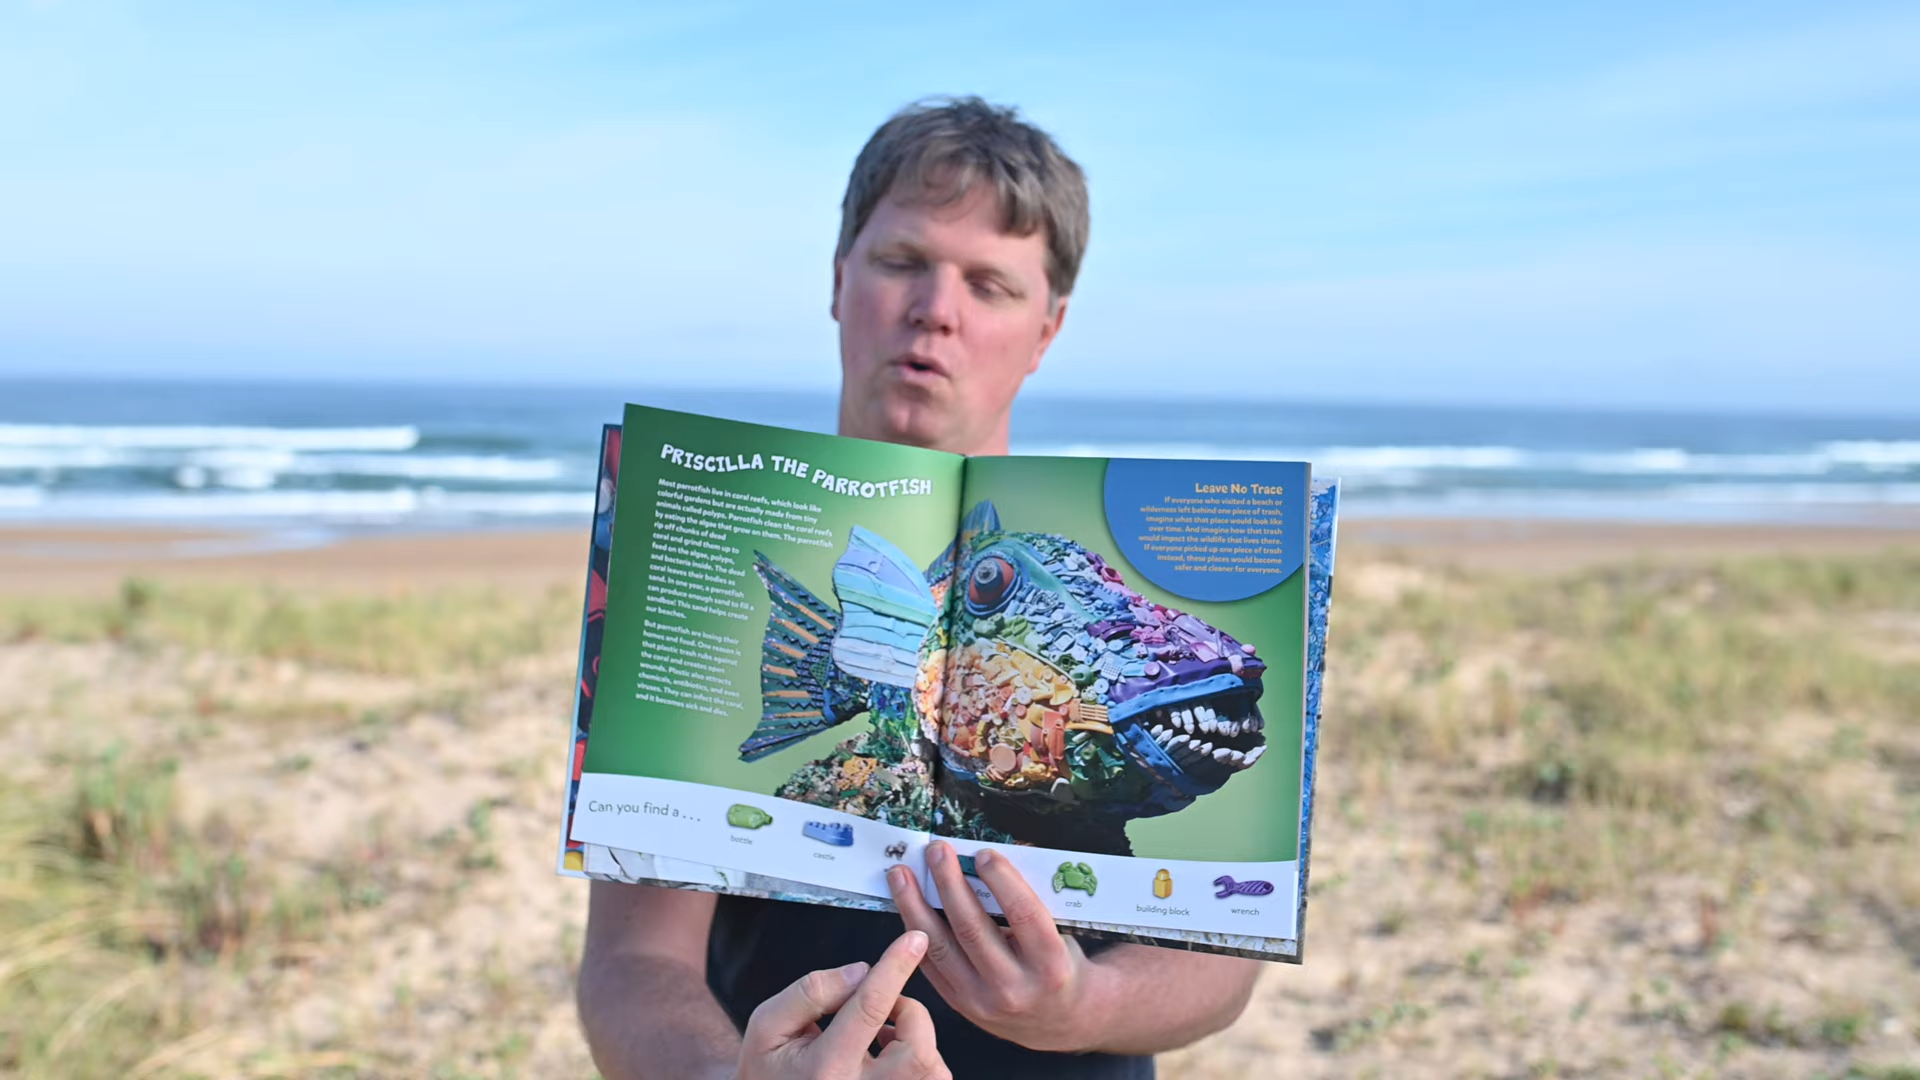 PRISCILLA THE PARROTFISH
Most parrotfish live in coral reefs, which look like
colorful gardens but are actually made from tiny
animals called polyps. Parrotfish clean the coral reefs
by eating the algae that grow on them. The parrotfish
rip off chunks of dead
coral and grind them up to
feed on the algae, polyps,
and bacteria inside. The dead
coral leaves their bodies as
sand. In one year, a parrotfish
can produce enough sand to fill a
sandbox! This sand helps create
our beaches.
But parrotfish are losing their
homes and food. One reason is
that plastic trash rubs against
the coral and creates open
wounds. Plastic also attracts
chemicals, antibiotics, and even
viruses. They can infect the coral,
and it becomes sick and dies.
Leave No Trace
If everyone who visited a beach or
wilderness left behind one piece of trash,
imagine what that place would look like
over time. And imagine how that trash
would impact the wildlife that lives there.
If everyone picked up one piece of trash
instead, these places would become
safer and cleaner for everyone.
Can you find a . . .
bottle
castle
flop
crab
building block
wrench